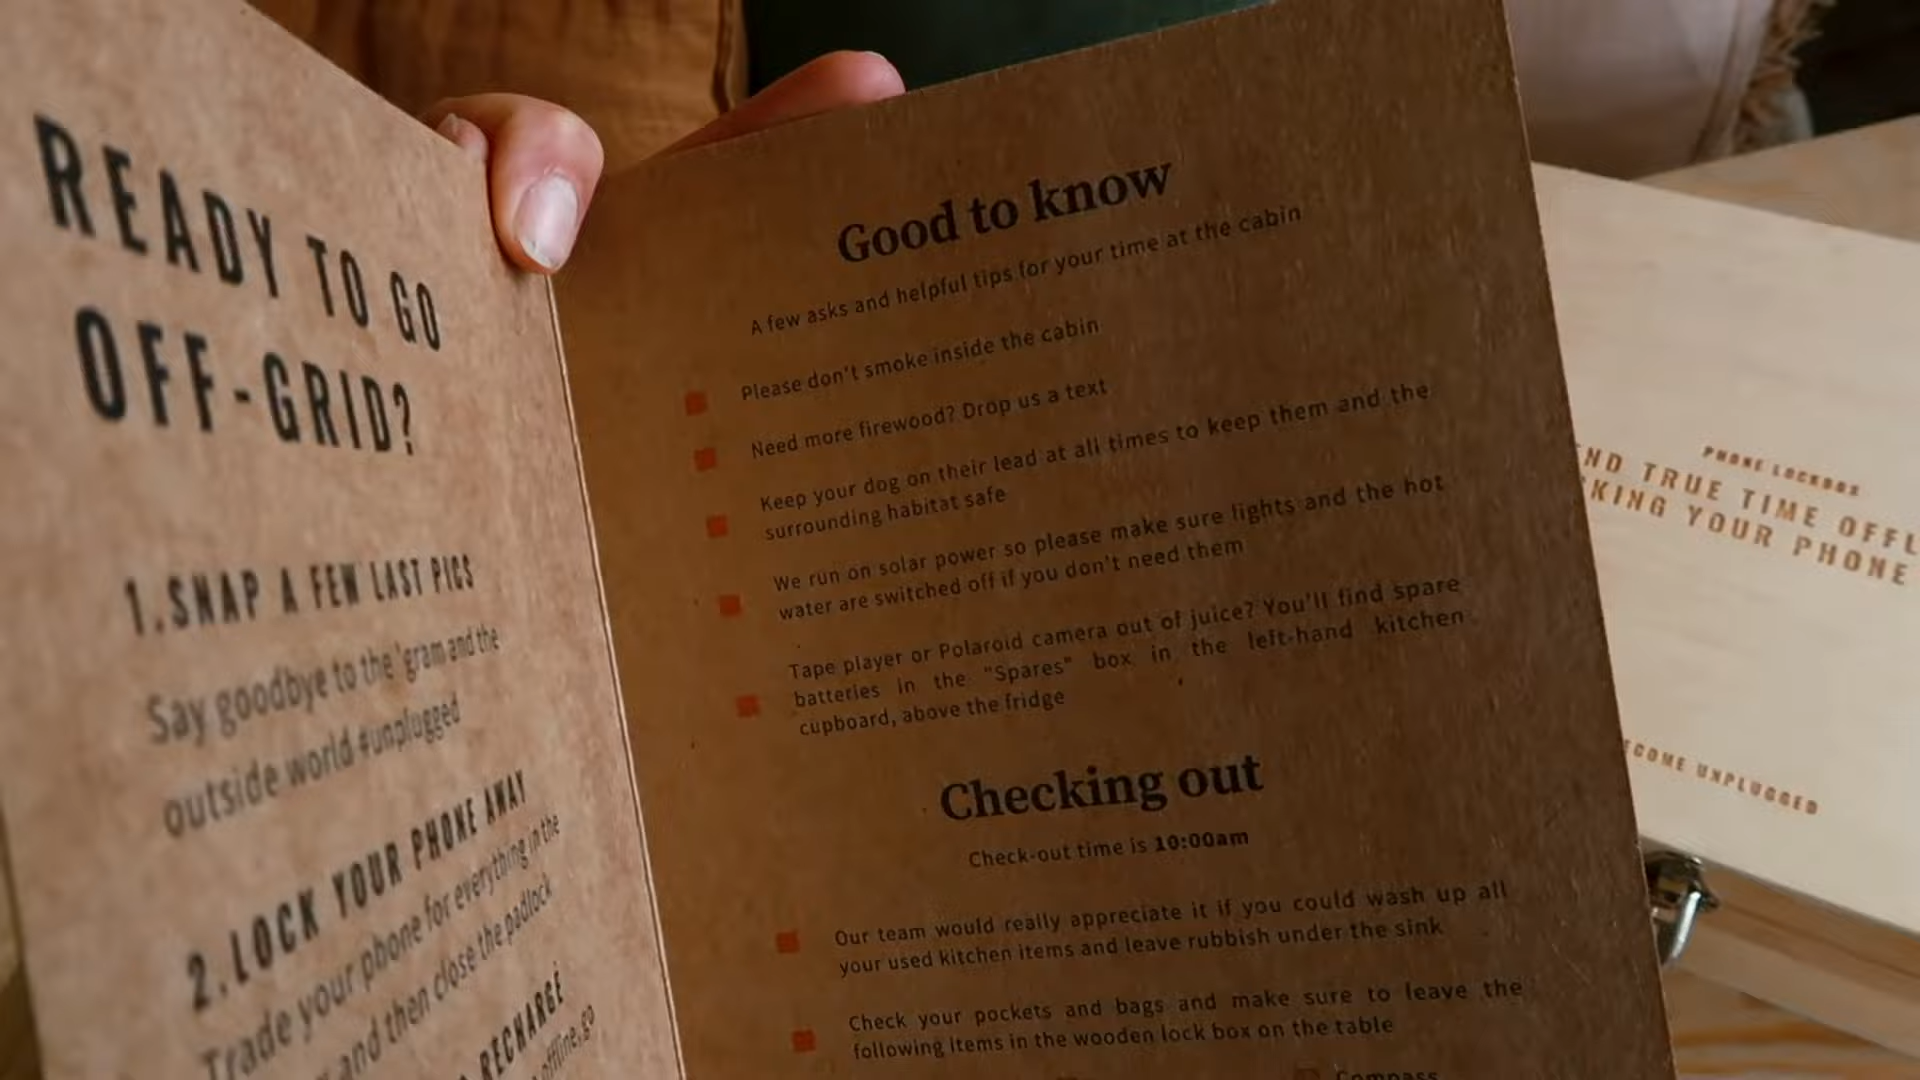 READY TO GO
OFF-GRID?
1. SNAP A FEW LAST PICS
Say goodbye to the 'gram and the
outside world #unplugged
2. LOCK YOUR PHONE AWAY
Trade your phone for everything in the
and then close the padlock
RECHARGE
offline, go
Good to know
A few asks and helpful tips for your time at the cabin
Please don't smoke inside the cabin
Need more firewood? Drop us a text
Keep your dog on their lead at all times to keep them and the
surrounding habitat safe
We run on solar power so please make sure lights and the hot
water are switched off if you don't need them
Tape player or Polaroid camera out of juice? You'll find spare
batteries in the "Spares" box in the left-hand kitchen
cupboard, above the fridge
Checking out
Check-out time is 10:00am
Our team would really appreciate it if you could wash up all
your used kitchen items and leave rubbish under the sink
Check your pockets and bags and make sure to leave the
following items in the wooden lock box on the table
Compass
PHONE LOCKBOX
TRUE TIME
YOUR PHONE
UNPLUGGED